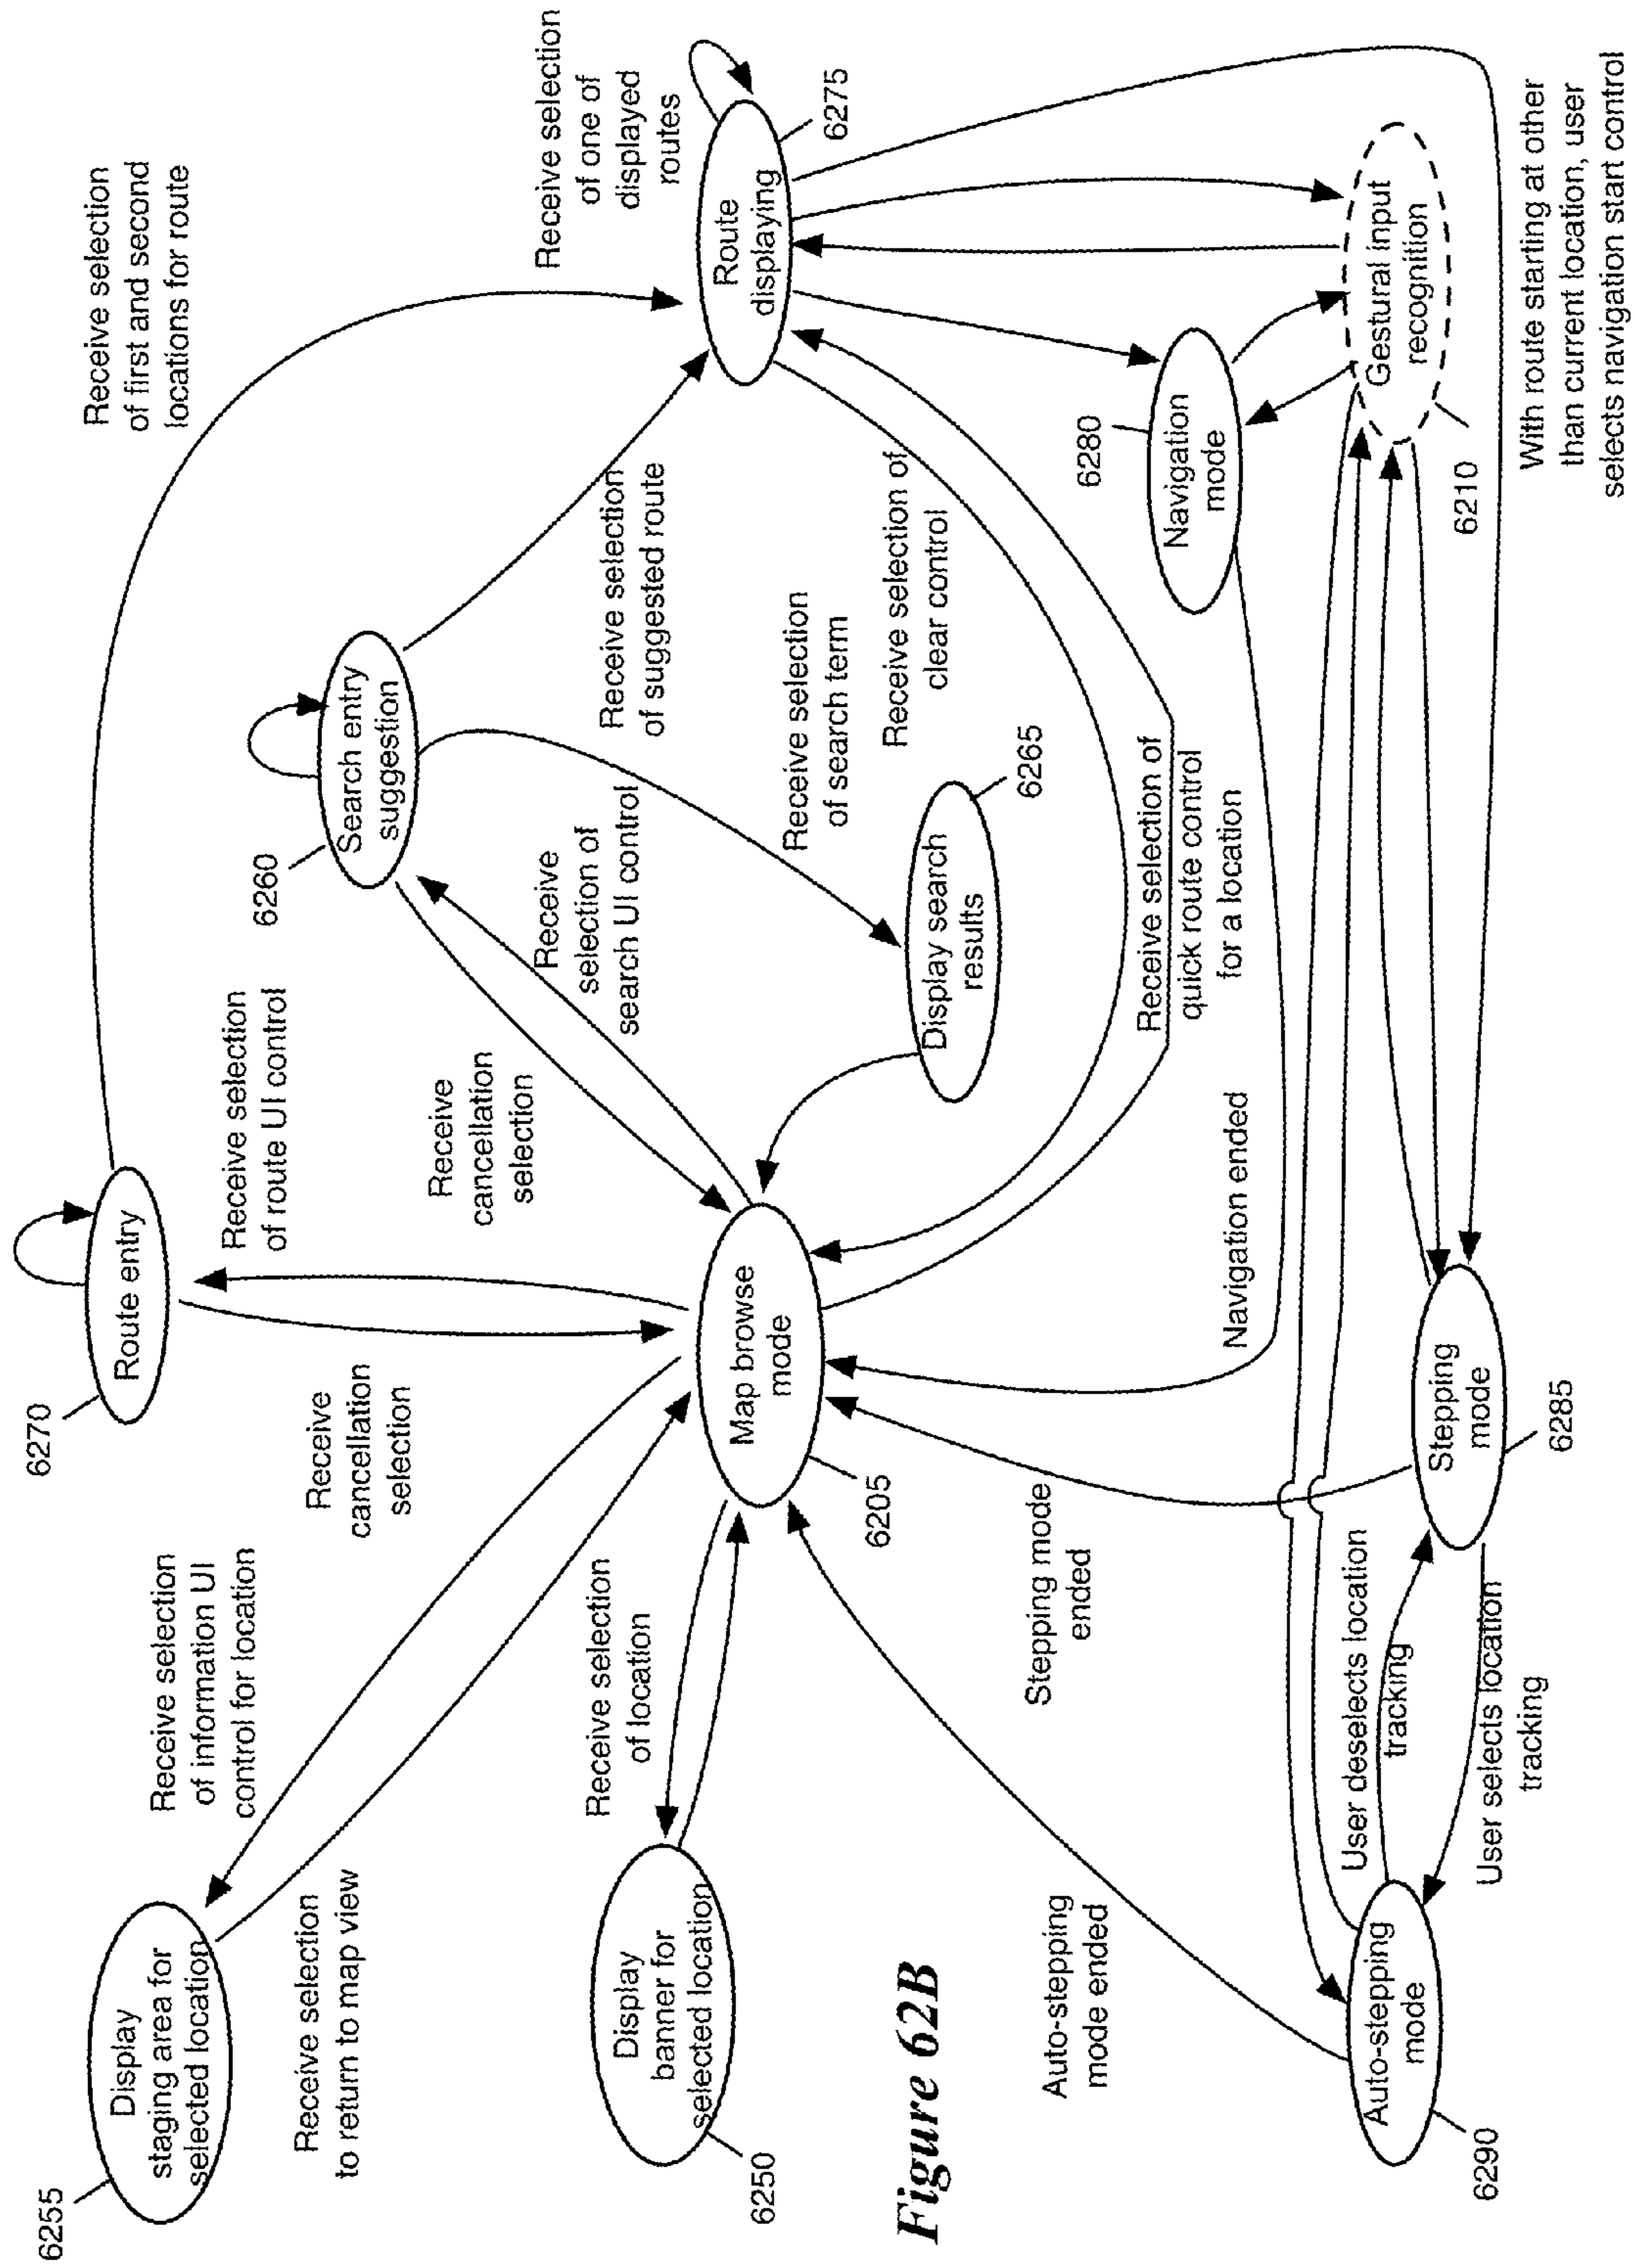 6255
Display
staging area for
selected location
Receive selection
of information UI
control for location
Receive selection
to return to map view
6270
Route entry
Receive
cancellation
selection
Receive selection
of route UI control
Receive selection
of first and second
locations for route
6260
Search entry
suggestion
Receive
cancellation
selection
Receive
selection of
search UI control
Receive selection
of suggested route
Receive selection
of one of
displayed
routes
Route
displaying
6275
Display
banner for
selected location
6250
Receive selection
of location
Map browse
mode
6205
Display search
results
6265
Receive selection
of search term
Receive selection of
clear control
Receive selection of
quick route control
for a location
Navigation
mode
6280
Navigation ended
Gestural input
recognition
6210
With route starting at other
than current location, user
selects navigation start control
Stepping mode
ended
Auto-stepping
mode ended
User deselects location
tracking
User selects location
tracking
Stepping
mode
6285
Auto-stepping
mode
6290
Figure 62B